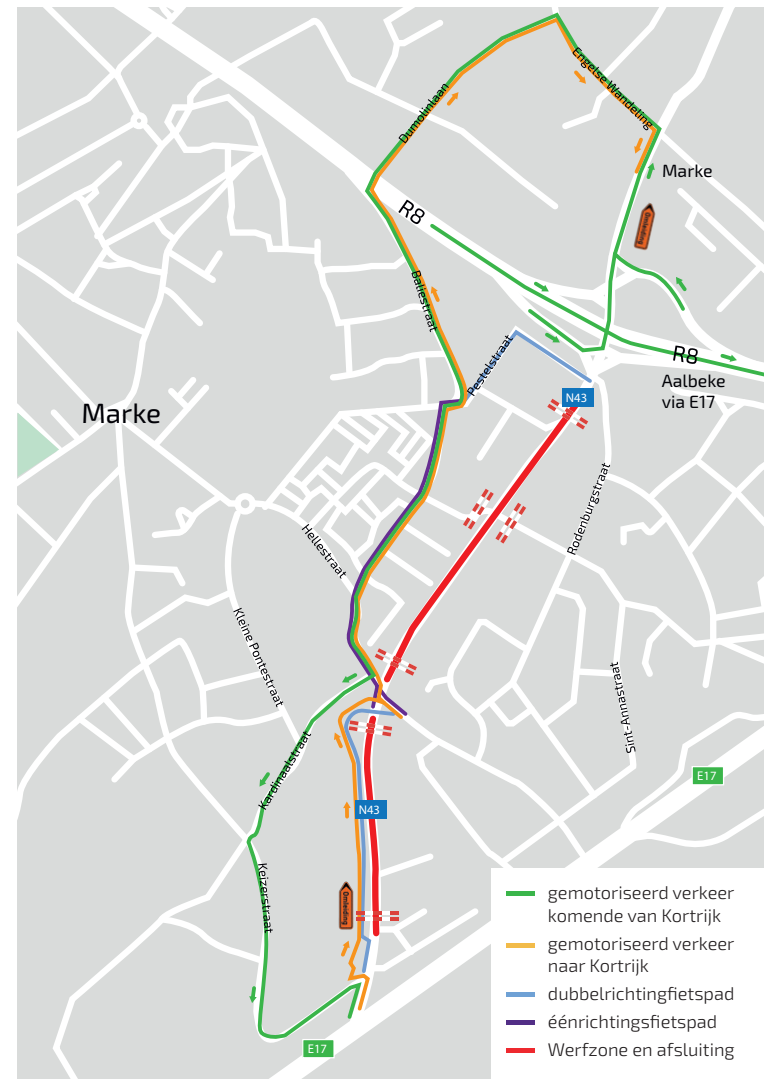 Engelse Wandeling
Dumolinlaan
Marke
Omleiding
R8
Baliestraat
R8
Pestelstraat
Aalbeke
via E17
N43
Marke
Rodenburgstraat
Hellestraat
Kleine Pontestraat
Sint-Annastraat
Kardinaalstraat
E17
N43
Keizerstraat
Omleiding
E17
gemotoriseerd verkeer
komende van Kortrijk
gemotoriseerd verkeer
naar Kortrijk
dubbelrichtingfietspad
éénrichtingsfietspad
Werfzone en afsluiting